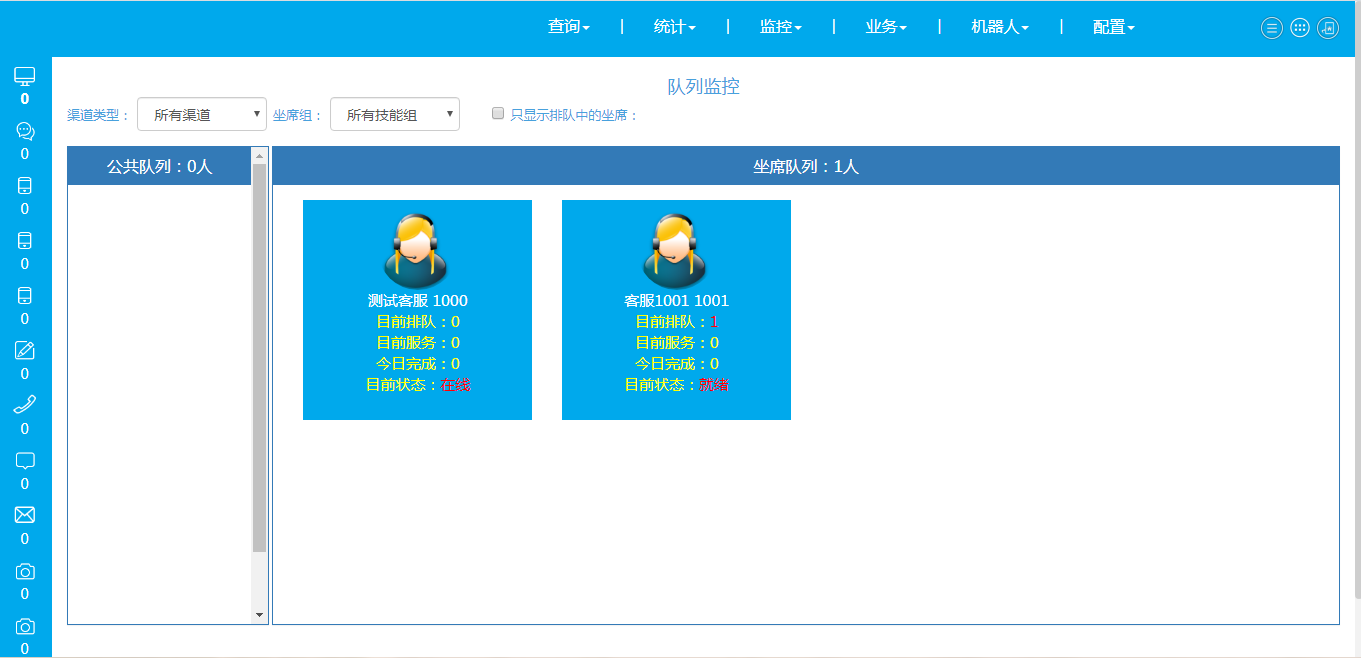 查询 | 统计 | 监控 | 业务 | 机器人 | 配置
队列监控
渠道类型： 所有渠道 坐席组： 所有技能组 只显示排队中的坐席：
公共队列：0人
坐席队列：1人
测试客服 1000
目前排队：0
目前服务：0
今日完成：0
目前状态：在线
客服1001 1001
目前排队：1
目前服务：0
今日完成：0
目前状态：就绪
0
0
0
0
0
0
0
0
0
0
0